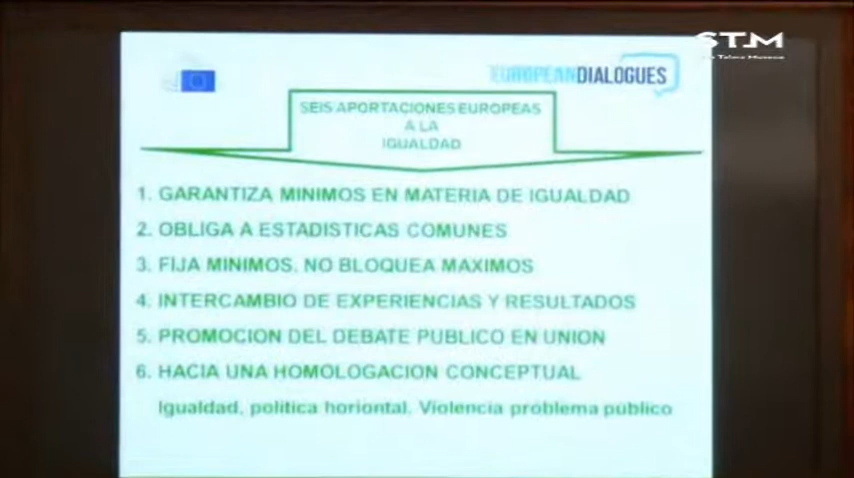 STM
EUROPEANDIALOGUES
SEIS APORTACIONES EUROPEAS
A LA
IGUALDAD
1. GARANTIZA MINIMOS EN MATERIA DE IGUALDAD
2. OBLIGA A ESTADISTICAS COMUNES
3. FIJA MINIMOS, NO BLOQUEA MAXIMOS
4. INTERCAMBIO DE EXPERIENCIAS Y RESULTADOS
5. PROMOCION DEL DEBATE PUBLICO EN UNION
6. HACIA UNA HOMOLOGACION CONCEPTUAL
Igualdad, política horiontal. Violencia problema público